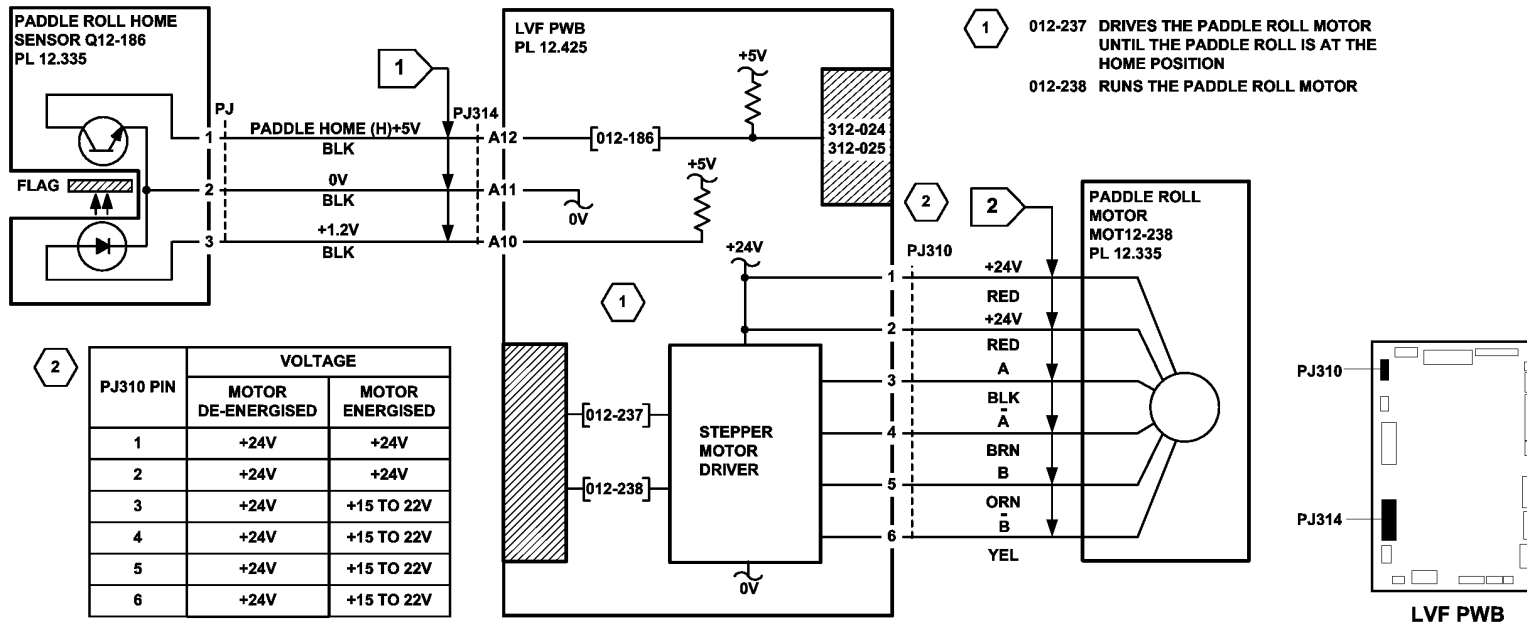 PADDLE ROLL HOME
SENSOR Q12-186
PL 12.335
FLAG
PJ
1
2
3
PADDLE HOME (H)+5V
BLK
0V
BLK
+1.2V
BLK
1
PJ314
A12
A11
A10
LVF PWB
PL 12.425
[012-186]
+5V
312-024
312-025
0V
+5V
1
012-237 DRIVES THE PADDLE ROLL MOTOR
UNTIL THE PADDLE ROLL IS AT THE
HOME POSITION
012-238 RUNS THE PADDLE ROLL MOTOR
1
[012-237]
[012-238]
+24V
STEPPER
MOTOR
DRIVER
0V
2
2
PJ310
1
2
3
4
5
6
+24V
RED
+24V
RED
A
BLK
A̅
BRN
B
ORN
B̅
YEL
PADDLE ROLL
MOTOR
MOT12-238
PL 12.335
2
PJ310 PIN VOLTAGE
MOTOR DE-ENERGISED MOTOR ENERGISED
1 +24V +24V
2 +24V +24V
3 +24V +15 TO 22V
4 +24V +15 TO 22V
5 +24V +15 TO 22V
6 +24V +15 TO 22V
PJ310
PJ314
LVF PWB